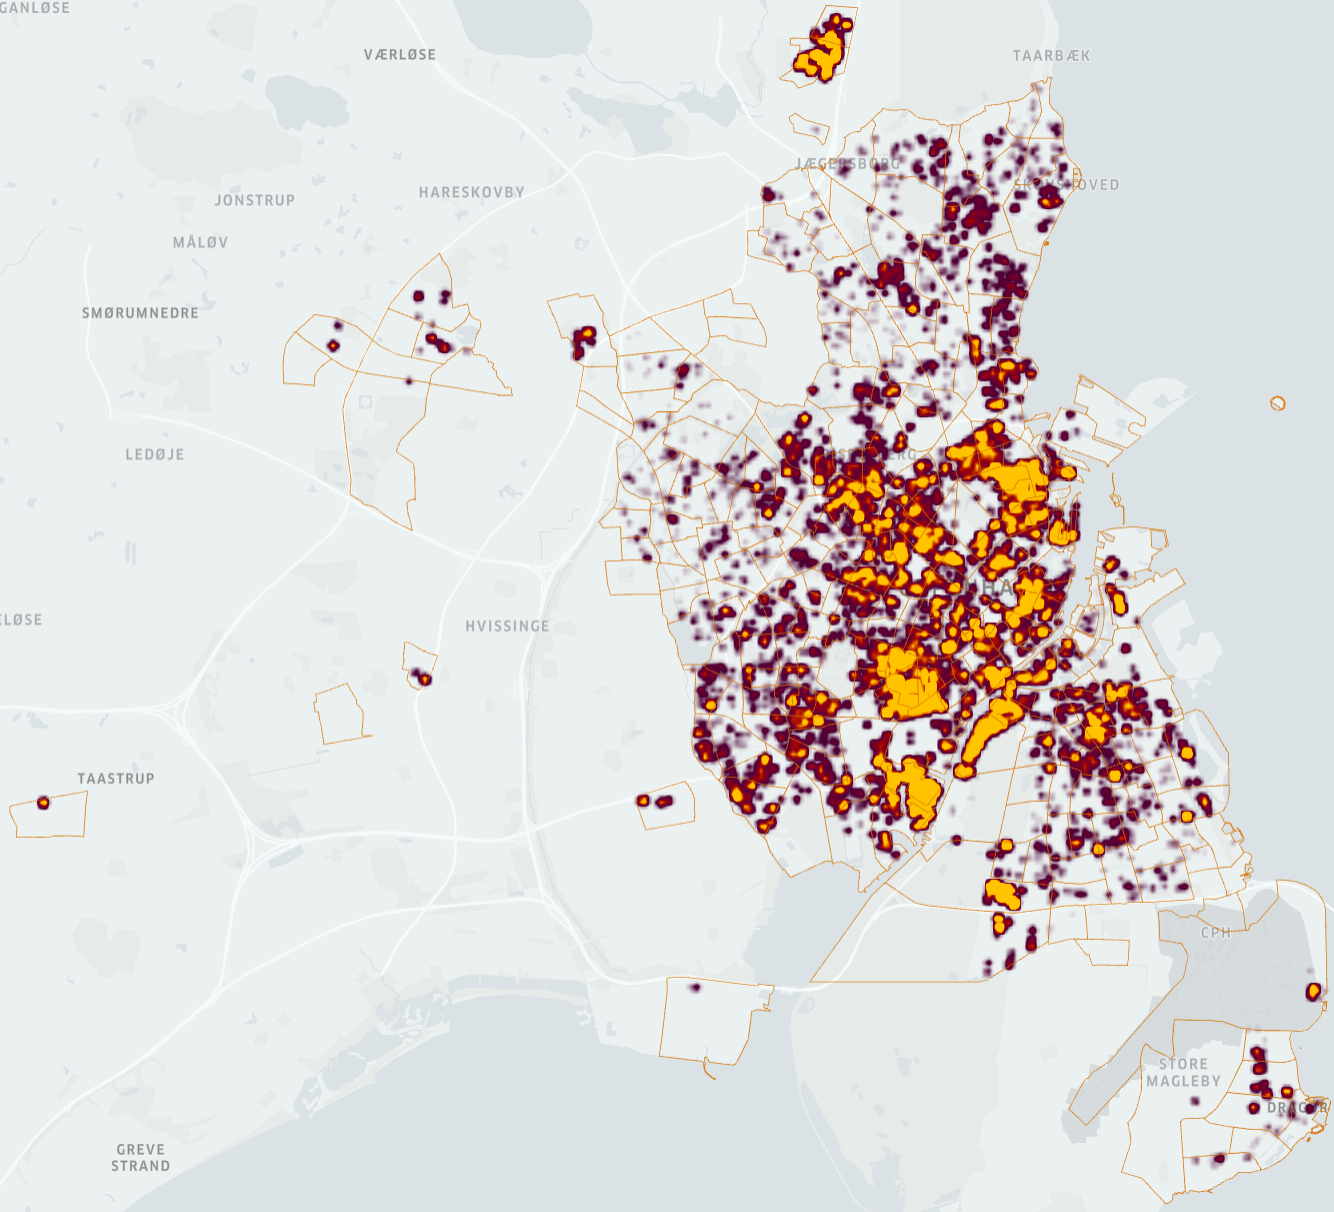 GANLØSE
VÆRLØSE
TAARBÆK
JÆGERSBORG
HARESKOVBY
JONSTRUP
MÅLØV
SMØRUMNEDRE
LEDØJE
HVISSINGE
TAASTRUP
CPH
STORE
MAGLEBY
GREVE
STRAND